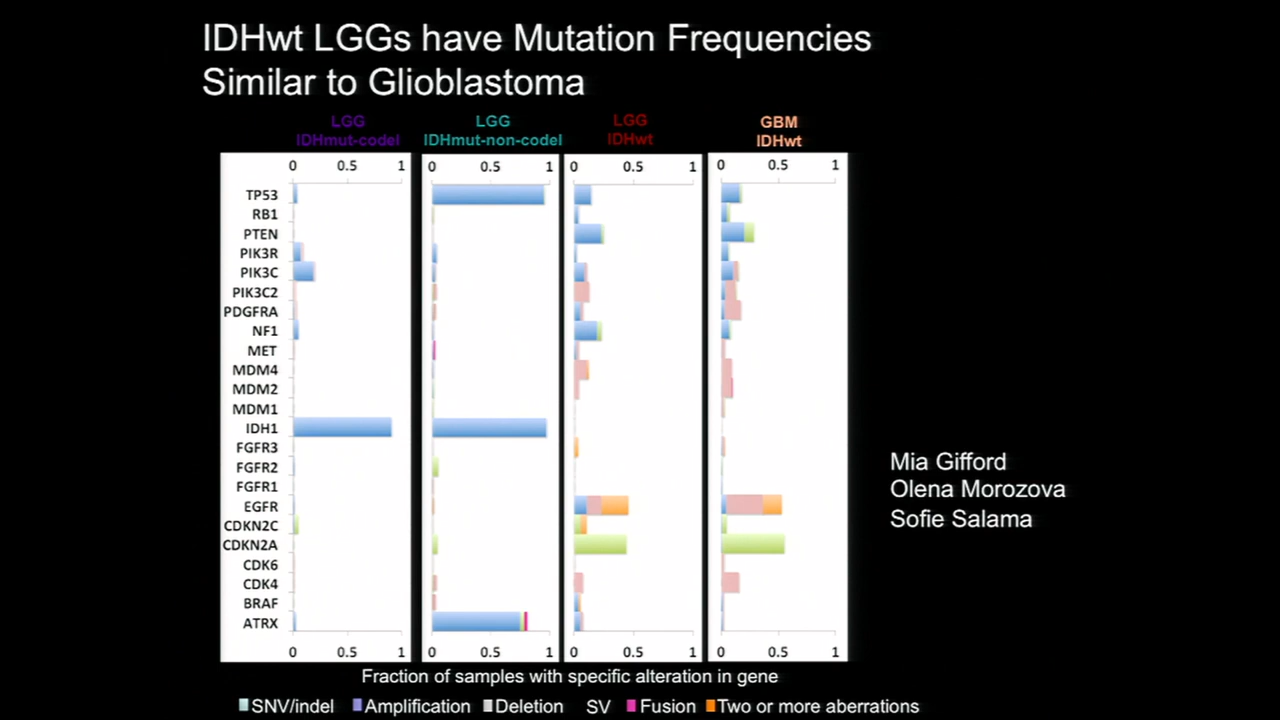 IDHwt LGGs have Mutation Frequencies
Similar to Glioblastoma
LGG
IDHmut-codel
LGG
IDHmut-non-codel
LGG
IDHwt
GBM
IDHwt
0 0.5 1 0 0.5 1 0 0.5 1 0 0.5 1
TP53
RB1
PTEN
PIK3R
PIK3C
PIK3C2
PDGFRA
NF1
MET
MDM4
MDM2
MDM1
IDH1
FGFR3
FGFR2
FGFR1
EGFR
CDKN2C
CDKN2A
CDK6
CDK4
BRAF
ATRX
0 0.5 1 0 0.5 1 0 0.5 1 0 0.5 1
Mia Gifford
Olena Morozova
Sofie Salama
Fraction of samples with specific alteration in gene
SNV/indel Amplification Deletion SV Fusion Two or more aberrations